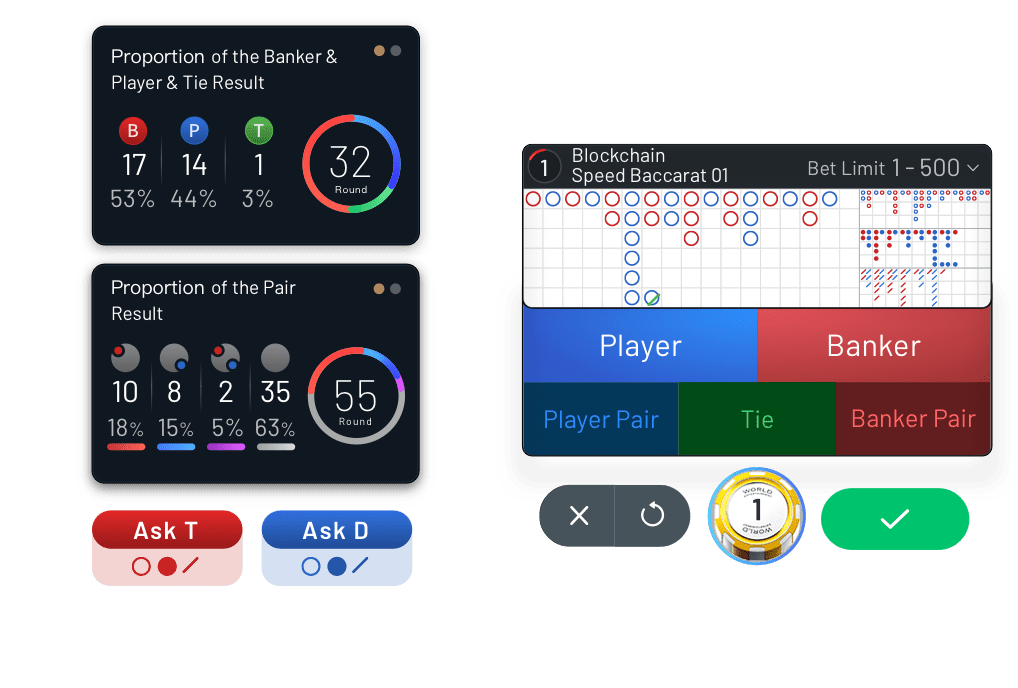 Proportion of the Banker &
Player & Tie Result
B P T
17 14 1
53% 44% 3%
32
Round
Proportion of the Pair
Result
10 8 2 35
18% 15% 5% 63%
55
Round
Ask T
Ask D
1
Blockchain
Speed Baccarat 01
Bet Limit 1 - 500
Player
Banker
Player Pair
Tie
Banker Pair
WORLD
1
WORLD